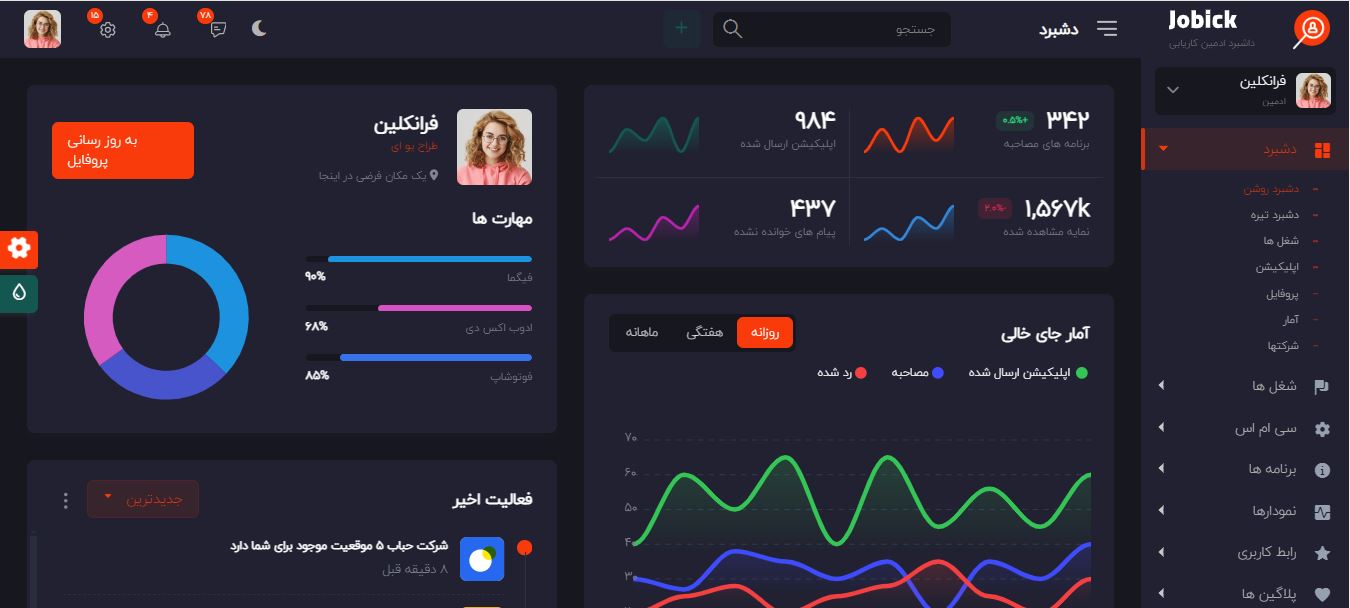 Jobick
داشبرد ادمین کاریابی
دشبرد
جستجو
+
۷۸
۴
۱۵
فرانکلین
ادمین
دشبرد
دشبرد روشن
دشبرد تیره
شغل ها
اپلیکیشن
پروفایل
آمار
شرکتها
شغل ها
سی ام اس
برنامه ها
نمودارها
رابط کاربری
پلاگین ها
۳۴۲
+۰.۵%
برنامه های مصاحبه
۹۸۴
اپلیکیشن ارسال شده
۱,۵۶۷k
-۲.۰%
نمایه مشاهده شده
۴۳۷
پیام های خوانده نشده
آمار جای خالی
روزانه
هفتگی
ماهانه
اپلیکیشن ارسال شده
مصاحبه
رد شده
۷۰
۶۰
۵۰
۴۰
۳۰
فرانکلین
طراح یو ای
یک مکان فرضی در اینجا
به روز رسانی
پروفایل
مهارت ها
فیگما
۹۰%
ادوب اکس دی
۶۸%
فوتوشاپ
۸۵%
فعالیت اخیر
جدیدترین
شرکت حباب ۵ موقعیت موجود برای شما دارد
۸ دقیقه قبل